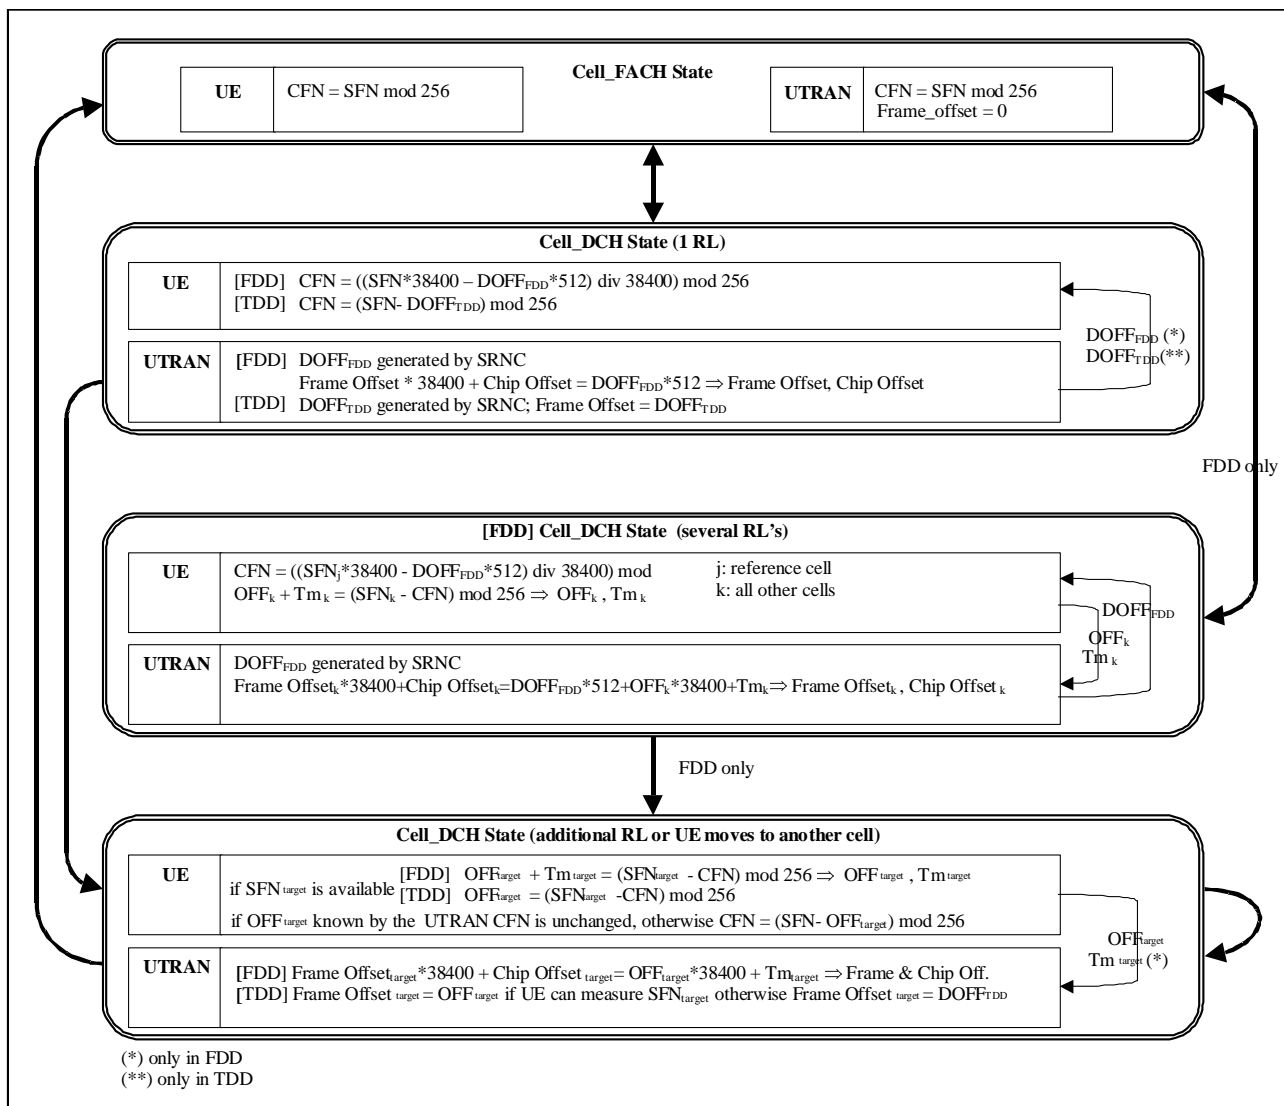 Cell_FACH State
UE
CFN = SFN mod 256
UTRAN
CFN = SFN mod 256
Frame_offset = 0
Cell_DCH State (1 RL)
UE
[FDD] CFN = ((SFN*38400 – DOFFFDD*512) div 38400) mod 256
[TDD] CFN = (SFN- DOFFTDD) mod 256
DOFFFDD (*)
DOFFTDD(**)
UTRAN
[FDD] DOFFFDD generated by SRNC
Frame Offset * 38400 + Chip Offset = DOFFFDD*512 ⇒ Frame Offset, Chip Offset
[TDD] DOFFTDD generated by SRNC; Frame Offset = DOFFTDD
FDD only
[FDD] Cell_DCH State (several RL's)
UE
CFN = ((SFNj*38400 - DOFFFDD*512) div 38400) mod
OFFk + Tm k = (SFNk - CFN) mod 256 ⇒ OFFk , Tm k
j: reference cell
k: all other cells
DOFFFDD
OFFk
Tm k
UTRAN
DOFFFDD generated by SRNC
Frame Offsetk*38400+Chip Offsetk=DOFFFDD*512+OFFk*38400+Tmk⇒ Frame Offsetk , Chip Offset k
FDD only
Cell_DCH State (additional RL or UE moves to another cell)
UE
if SFN target is available
[FDD] OFFtarget + Tm target = (SFNtarget - CFN) mod 256 ⇒ OFF target , Tm target
[TDD] OFFtarget = (SFNtarget -CFN) mod 256
if OFF target known by the UTRAN CFN is unchanged, otherwise CFN = (SFN- OFFtarget) mod 256
OFFtarget
Tm target (*)
UTRAN
[FDD] Frame Offsettarget*38400 + Chip Offset target= OFFtarget*38400 + Tmtarget ⇒ Frame & Chip Off.
[TDD] Frame Offset target = OFF target if UE can measure SFNtarget otherwise Frame Offset target = DOFFTDD
(*) only in FDD
(**) only in TDD